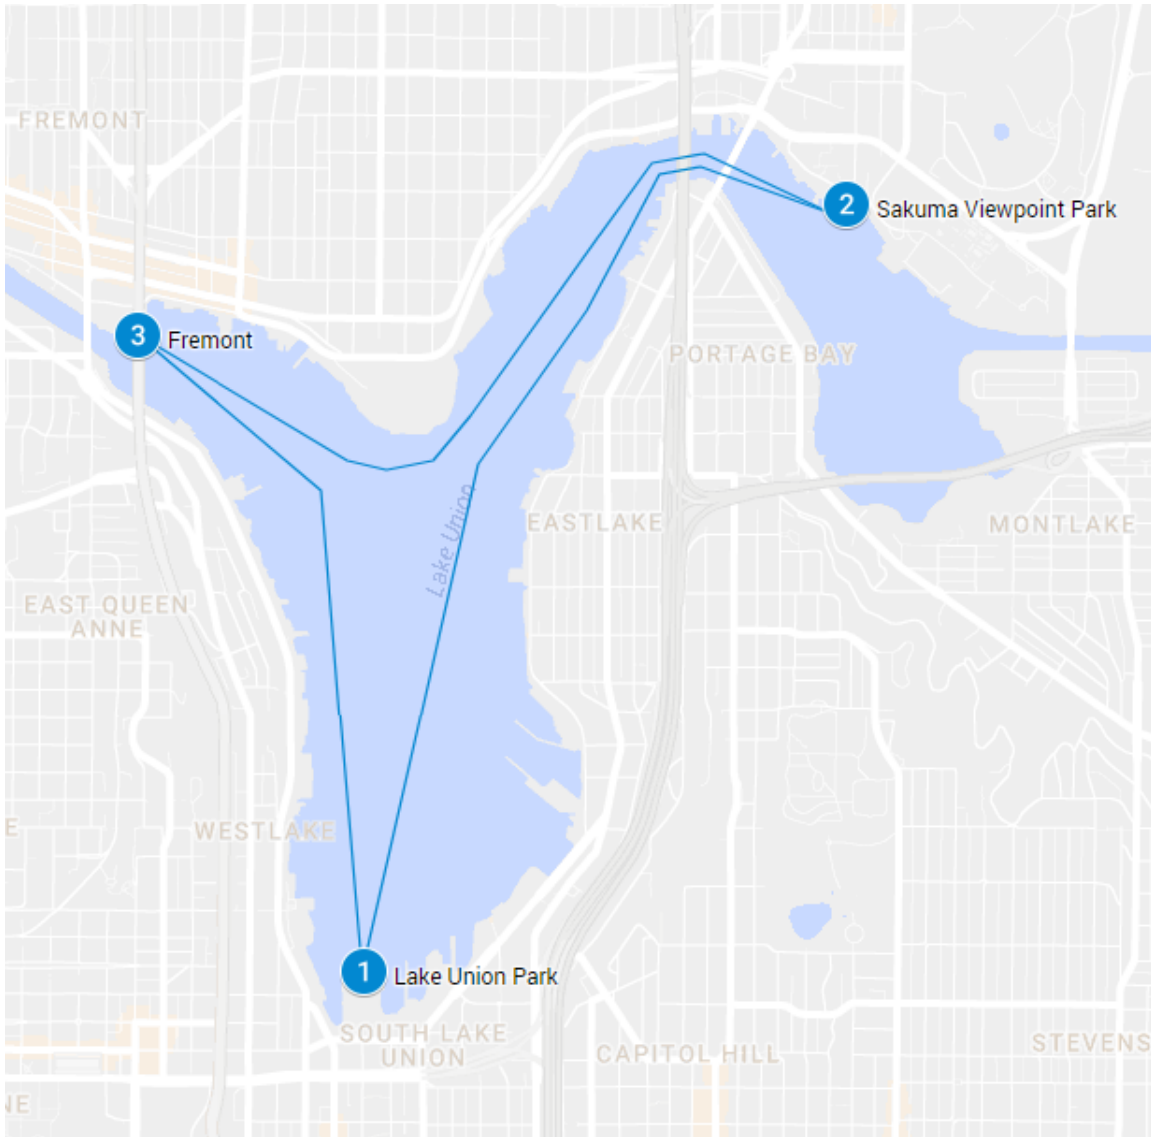 FREMONT
2
Sakuma Viewpoint Park
3
Fremont
PORTAGE BAY
Lake Union
EASTLAKE
MONTLAKE
EAST QUEEN
ANNE
E
WESTLAKE
1
Lake Union Park
SOUTH LAKE
UNION
CAPITOL HILL
STEVENS
NE